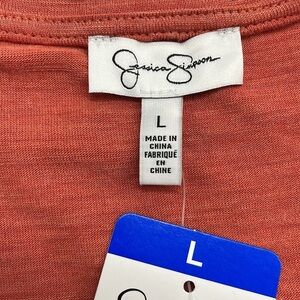 Jessica Simpson
L
MADE IN
CHINA
FABRIQUÉ
EN
CHINE
L